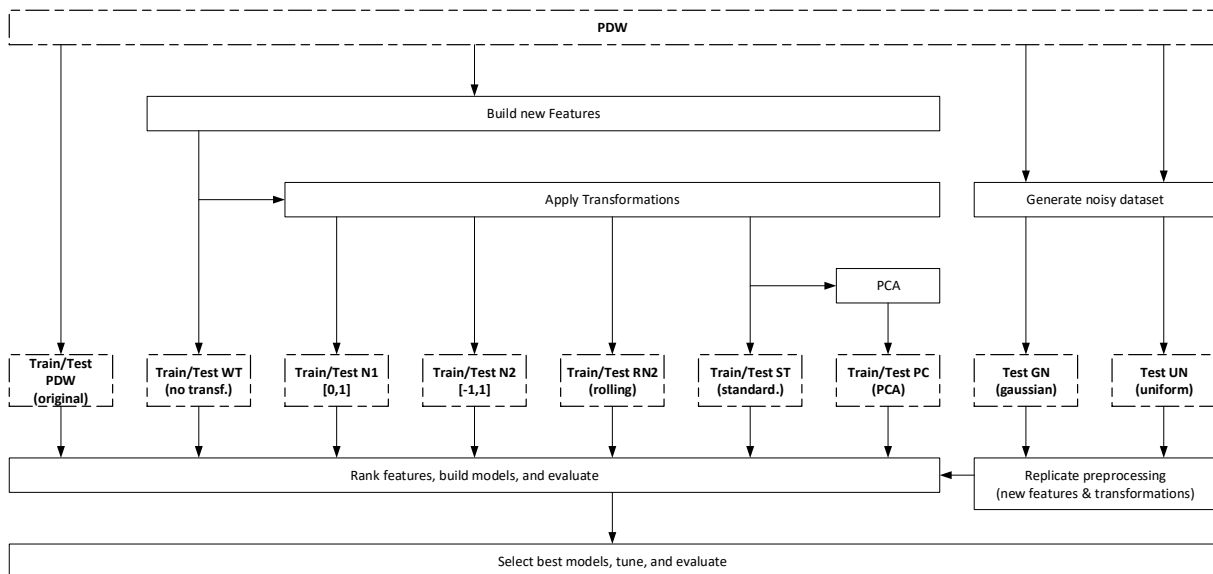 PDW
Build new Features
Apply Transformations
Generate noisy dataset
PCA
Train/Test
PDW
(original)
Train/Test WT
(no transf.)
Train/Test N1
[0,1]
Train/Test N2
[-1,1]
Train/Test RN2
(rolling)
Train/Test ST
(standard.)
Train/Test PC
(PCA)
Test GN
(gaussian)
Test UN
(uniform)
Rank features, build models, and evaluate
Replicate preprocessing
(new features & transformations)
Select best models, tune, and evaluate